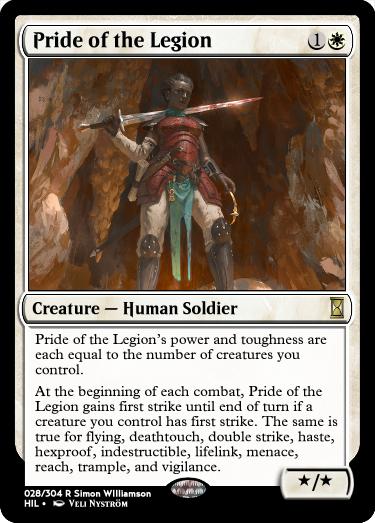 Pride of the Legion 1
Creature — Human Soldier
Pride of the Legion's power and toughness are
each equal to the number of creatures you
control.
At the beginning of each combat, Pride of the
Legion gains first strike until end of turn if a
creature you control has first strike. The same is
true for flying, deathtouch, double strike, haste,
hexproof, indestructible, lifelink, menace,
reach, trample, and vigilance.
*/*
028/304 R Simon Williamson
HIL • Veli Nyström